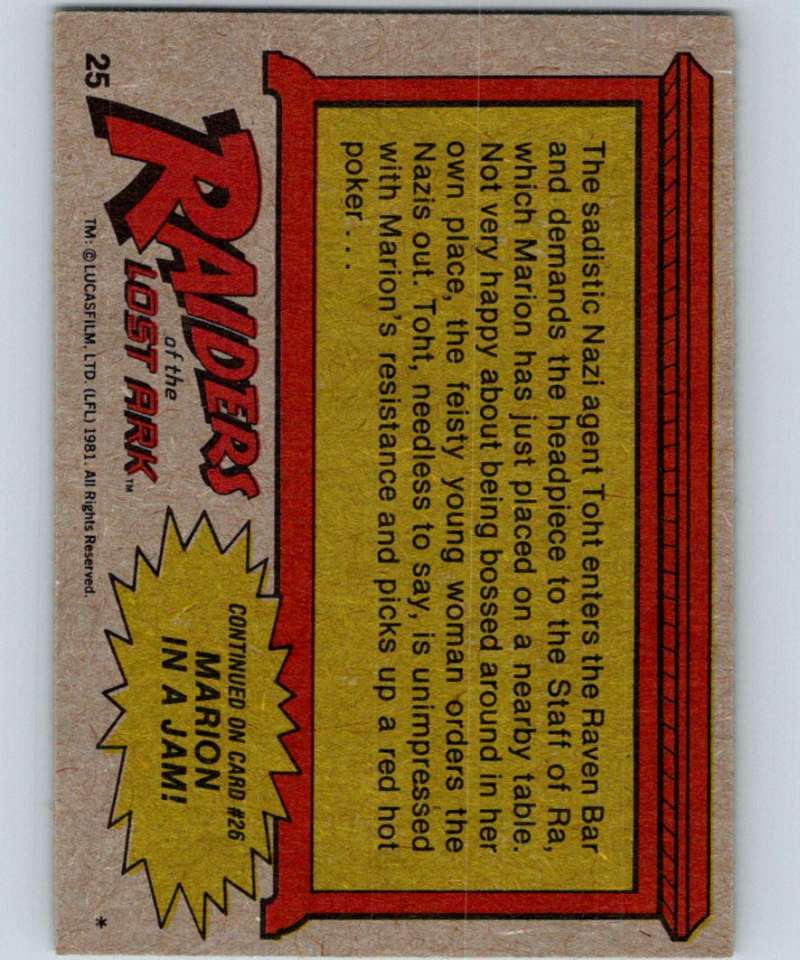 The sadistic Nazi agent Toht enters the Raven Bar
and demands the headpiece to the Staff of Ra,
which Marion has just placed on a nearby table.
Not very happy about being bossed around in her
own place, the feisty young woman orders the
Nazis out. Toht, needless to say, is unimpressed
with Marion's resistance and picks up a red hot
poker...
RAIDERS
of the
LOST ARK™
25
TM: © LUCASFILM, LTD. (LFL) 1981. All Rights Reserved.
CONTINUED ON CARD #26
MARION
IN A JAM!
*